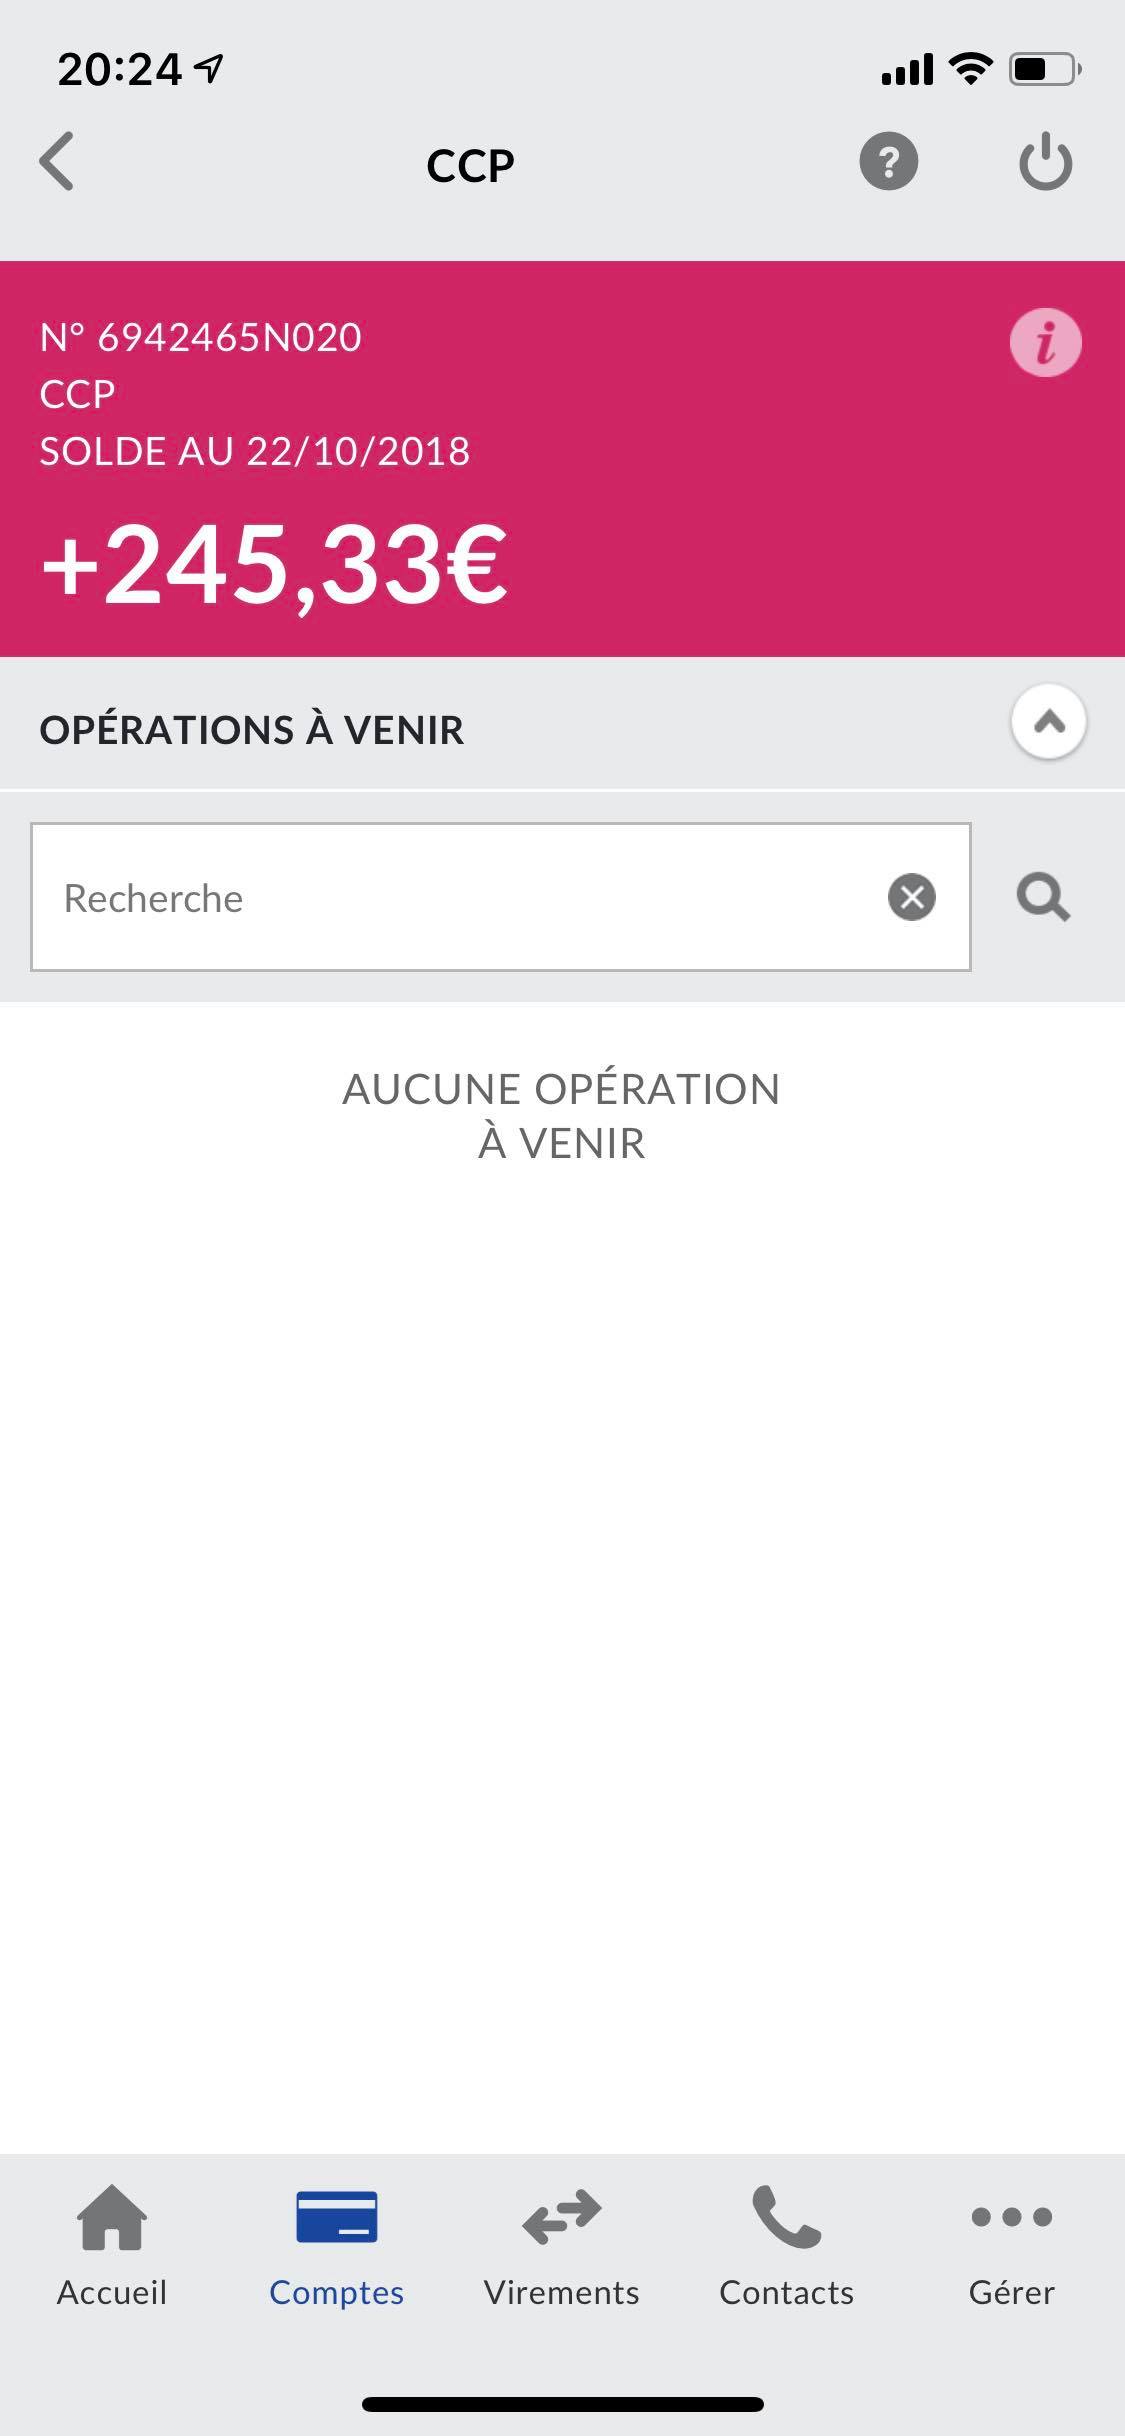 20:24
CCP
N° 6942465N020
CCP
SOLDE AU 22/10/2018
+245,33€
OPÉRATIONS À VENIR
Recherche
AUCUNE OPÉRATION
À VENIR
Accueil Comptes Virements Contacts Gérer